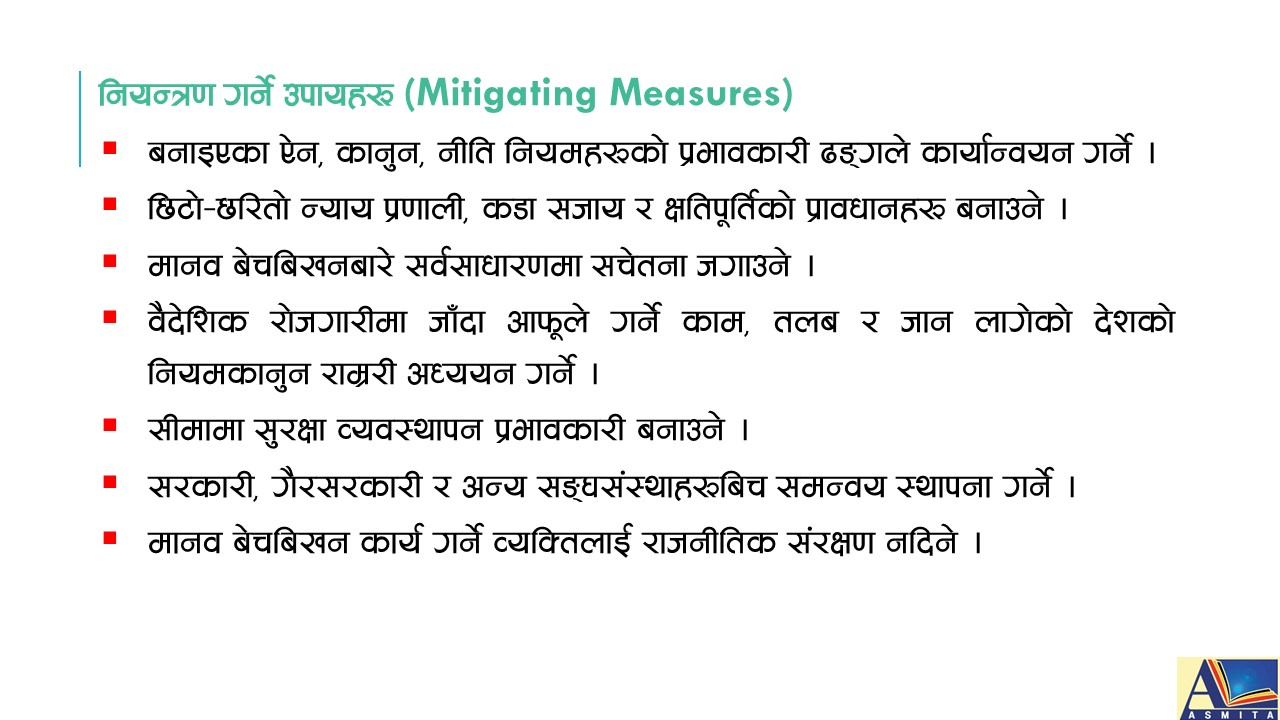 नियन्त्रण गर्ने उपायहरू (Mitigating Measures)
▪ बनाइएका ऐन, कानुन, नीति नियमहरूको प्रभावकारी ढङ्गले कार्यान्वयन गर्ने ।
▪ छिटो-छरितो न्याय प्रणाली, कडा सजाय र क्षतिपूर्तिको प्रावधानहरू बनाउने ।
▪ मानव बेचबिखनबारे सर्वसाधारणमा सचेतना जगाउने ।
▪ वैदेशिक रोजगारीमा जाँदा आफूले गर्ने काम, तलब र जान लागेको देशको
नियमकानुन राम्ररी अध्ययन गर्ने ।
▪ सीमामा सुरक्षा व्यवस्थापन प्रभावकारी बनाउने ।
▪ सरकारी, गैरसरकारी र अन्य सङ्घसंस्थाहरूबिच समन्वय स्थापना गर्ने ।
▪ मानव बेचबिखन कार्य गर्ने व्यक्तिलाई राजनीतिक संरक्षण नदिने ।
ASMITA